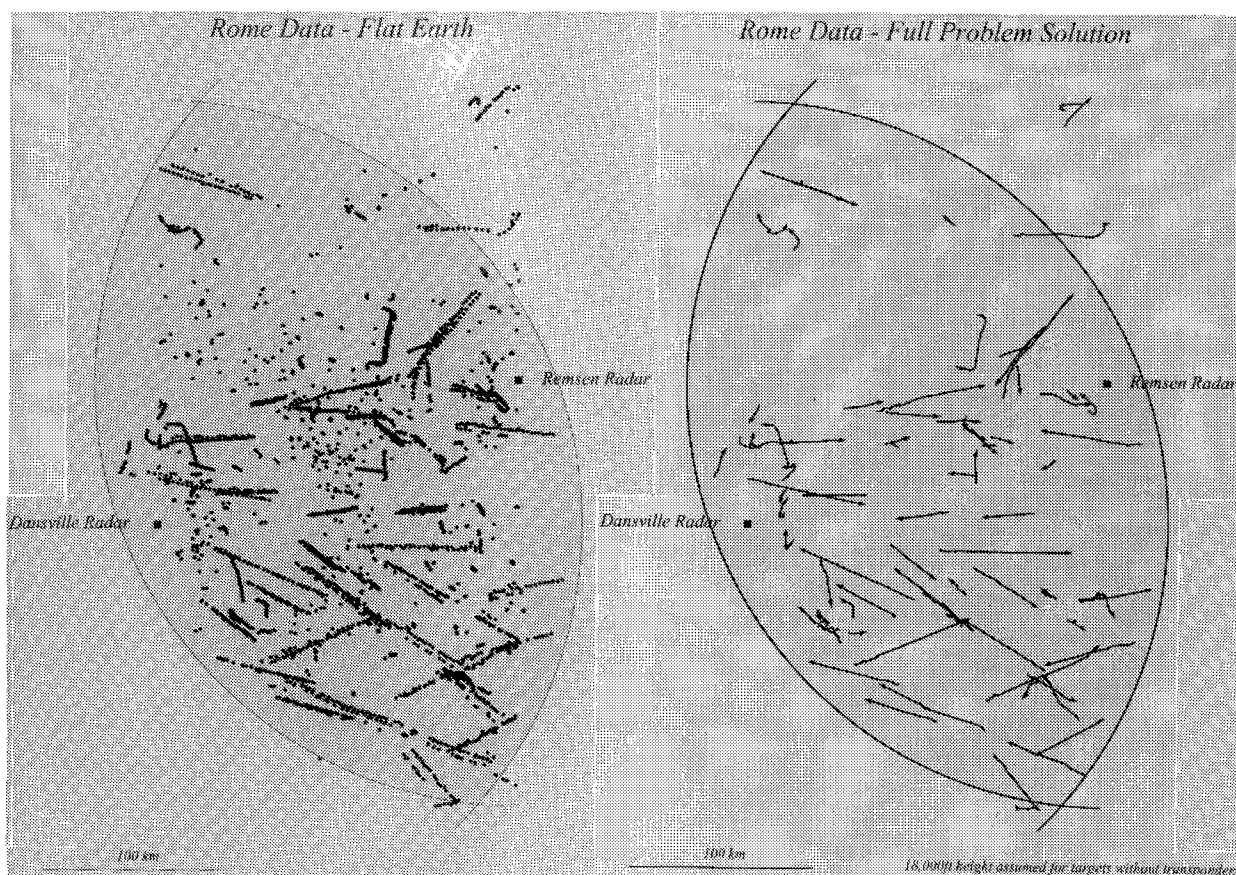 Rome Data - Flat Earth
Rome Data - Full Problem Solution
Remsen Radar
Remsen Radar
Dansville Radar
Dansville Radar
100 km
100 km
18,000ft height assumed for targets without transponder